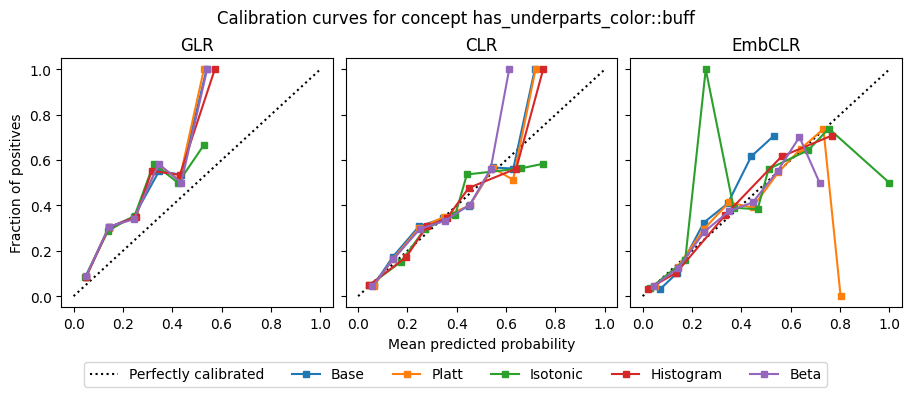 Calibration curves for concept has_underparts_color::buff
GLR
CLR
EmbCLR
Fraction of positives
1.0
0.8
0.6
0.4
0.2
0.0
0.0 0.2 0.4 0.6 0.8 1.0
0.0 0.2 0.4 0.6 0.8 1.0
0.0 0.2 0.4 0.6 0.8 1.0
Mean predicted probability
Perfectly calibrated Base Platt Isotonic Histogram Beta